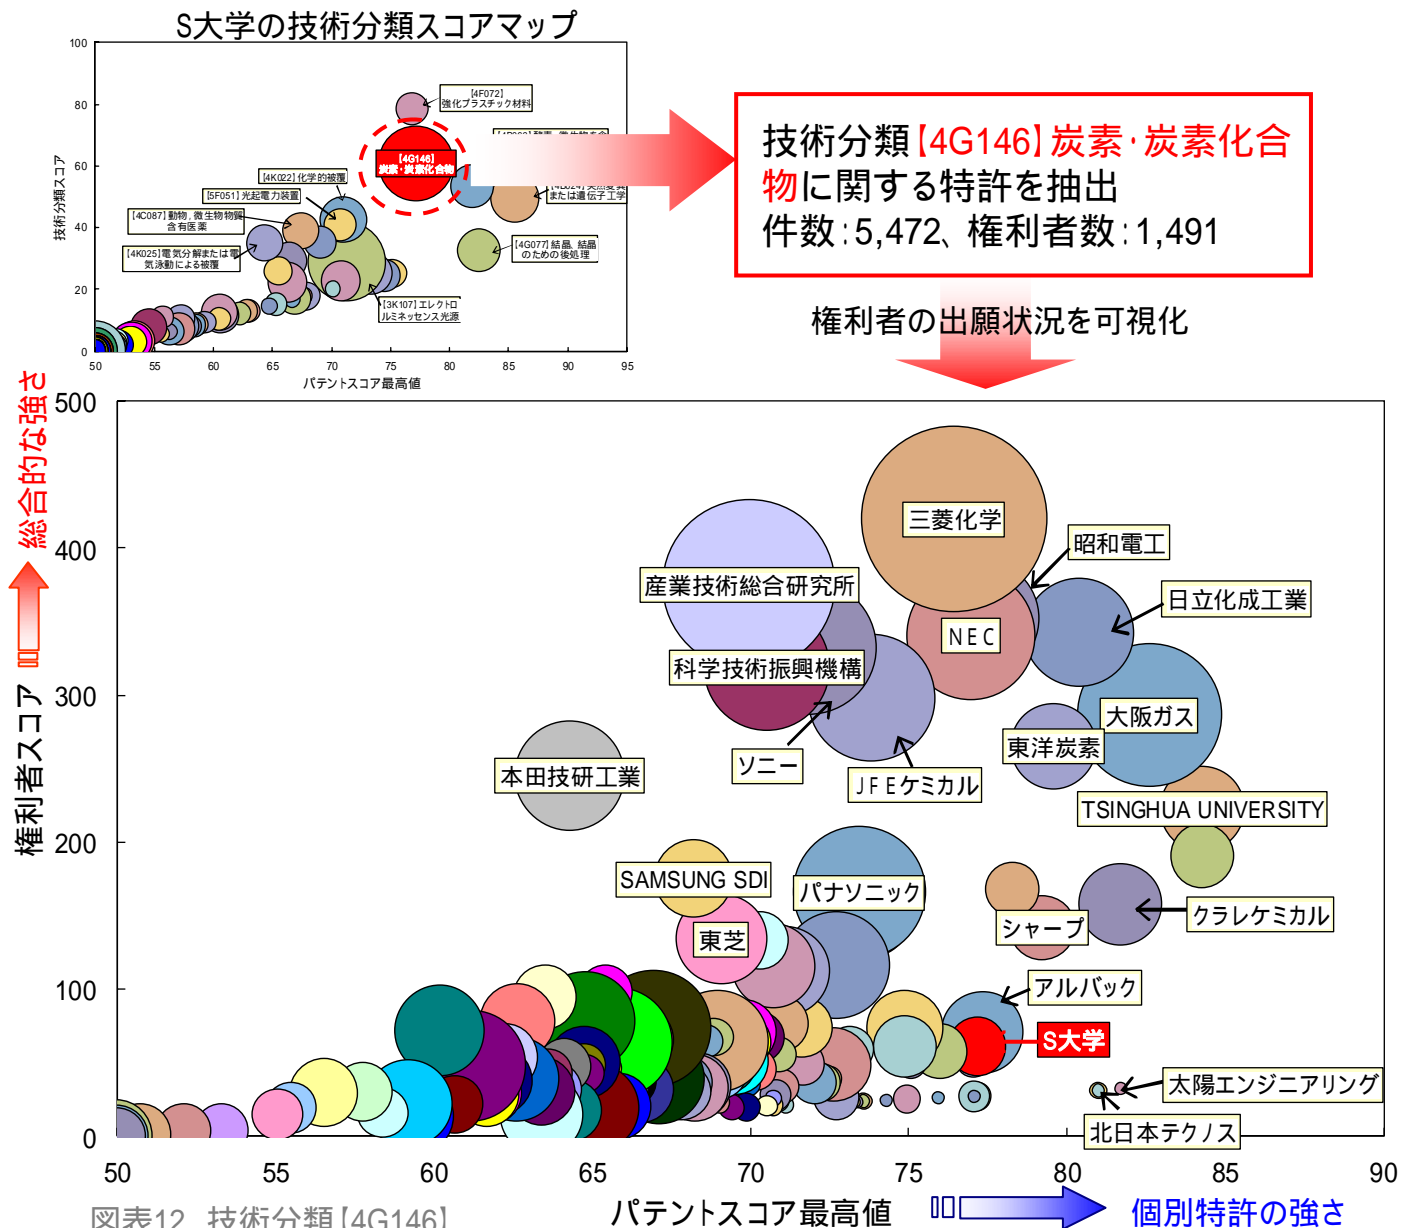 S大学の技術分類スコアマップ
技術分類スコア
100
80
60
40
20
0
50
55
60
65
70
75
80
85
90
95
パテントスコア最高値
【4F072】
強化プラスチック材料
【4G146】
炭素・炭素化合物
または遺伝子工学
【4K022】化学的被覆
【5F051】光起電力装置
【4C087】動物，微生物物質
含有医薬
【4K025】電気分解または電
気泳動による被覆
【4G077】結晶、結晶
のための後処理
【3K107】エレクトロ
ルミネッセンス光源
技術分類【4G146】炭素・炭素化合
物に関する特許を抽出
件数：5,472、権利者数：1,491
権利者の出願状況を可視化
総合的な強さ
権利者スコア
500
400
300
200
100
0
三菱化学
昭和電工
産業技術総合研究所
日立化成工業
NEC
科学技術振興機構
大阪ガス
東洋炭素
ソニー
JFEケミカル
本田技研工業
TSINGHUA UNIVERSITY
SAMSUNG SDI
パナソニック
クラレケミカル
シャープ
東芝
アルバック
S大学
太陽エンジニアリング
北日本テクノス
50
55
60
65
70
75
80
85
90
パテントスコア最高値
個別特許の強さ
図表12 技術分類【4G146】